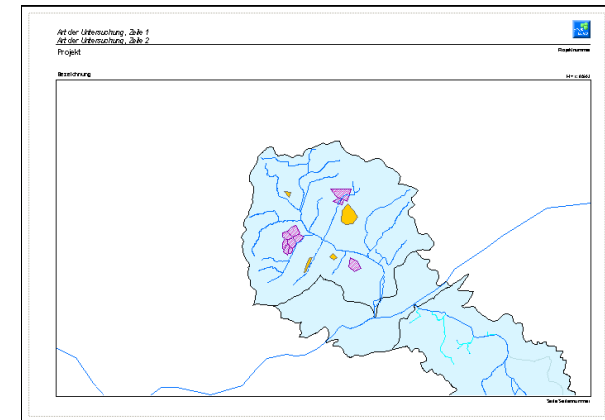 Art der Untersuchung, Zeile 1
Art der Untersuchung, Zeile 2
Projekt
Projektnummer
Bezeichnung
Seite Seitennummer